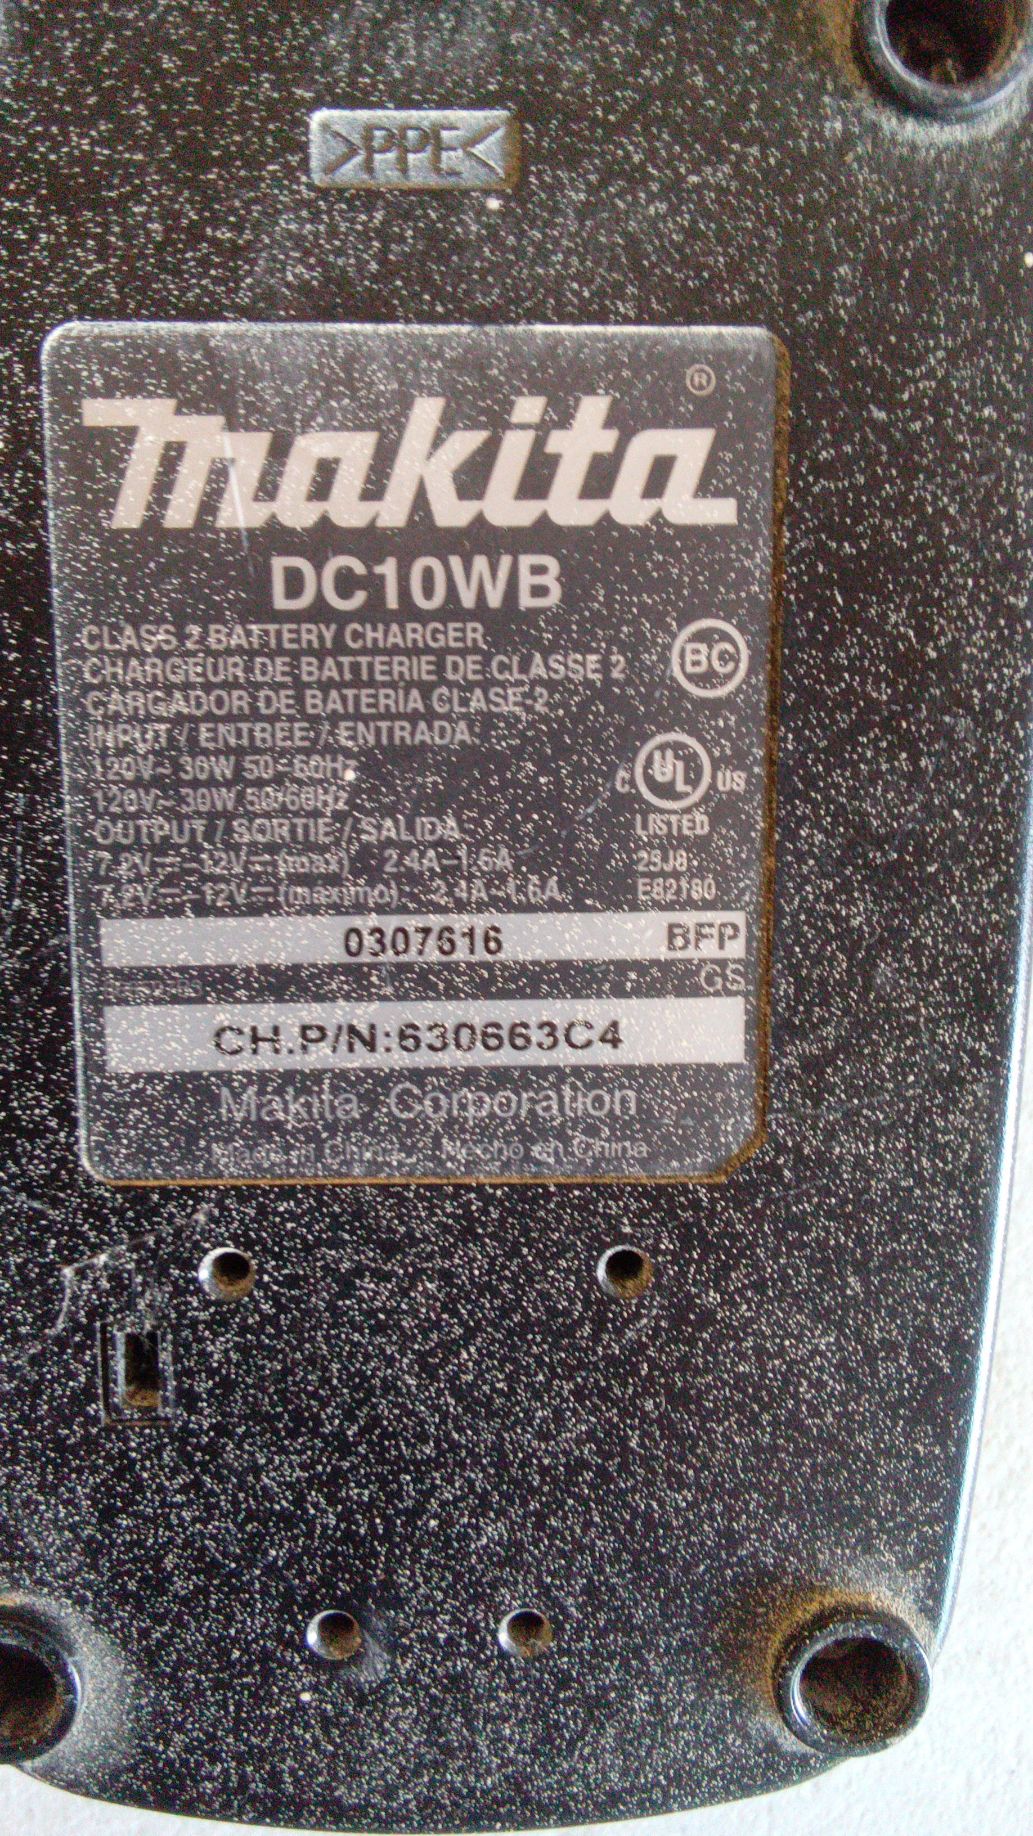 >PPE<
makita®
DC10WB
CLASS 2 BATTERY CHARGER
CHARGEUR DE BATTERIE DE CLASSE 2
BC
CARGADOR DE BATERÍA CLASE-2
INPUT / ENTREE / ENTRADA:
120V~ 30W 50-60Hz
120V~ 30W 50/60Hz
C UL US
LISTED
OUTPUT / SORTIE / SALIDA:
7.2V⎓-12V⎓(max) 2.4A-1.6A
25J8
7.2V⎓-12V⎓(maximo) 2.4A-1.6A
E82180
0307616 BFP
GS
CH.P/N:630663C4
Makita Corporation
Made in China Hecho en China